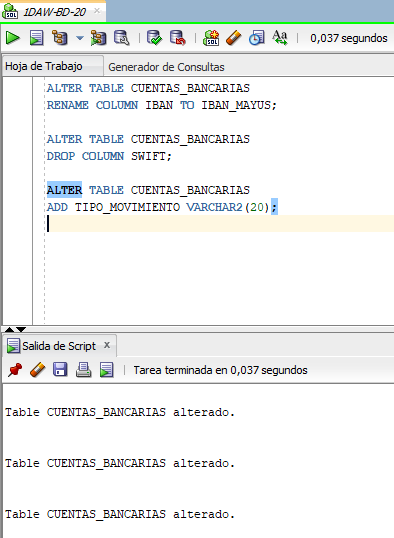 1DAW-BD-20
0,037 segundos
Hoja de Trabajo
Generador de Consultas
ALTER TABLE CUENTAS_BANCARIAS
RENAME COLUMN IBAN TO IBAN_MAYUS;
ALTER TABLE CUENTAS_BANCARIAS
DROP COLUMN SWIFT;
ALTER TABLE CUENTAS_BANCARIAS
ADD TIPO_MOVIMIENTO VARCHAR2(20);
Salida de Script
Tarea terminada en 0,037 segundos
Table CUENTAS_BANCARIAS alterado.
Table CUENTAS_BANCARIAS alterado.
Table CUENTAS_BANCARIAS alterado.